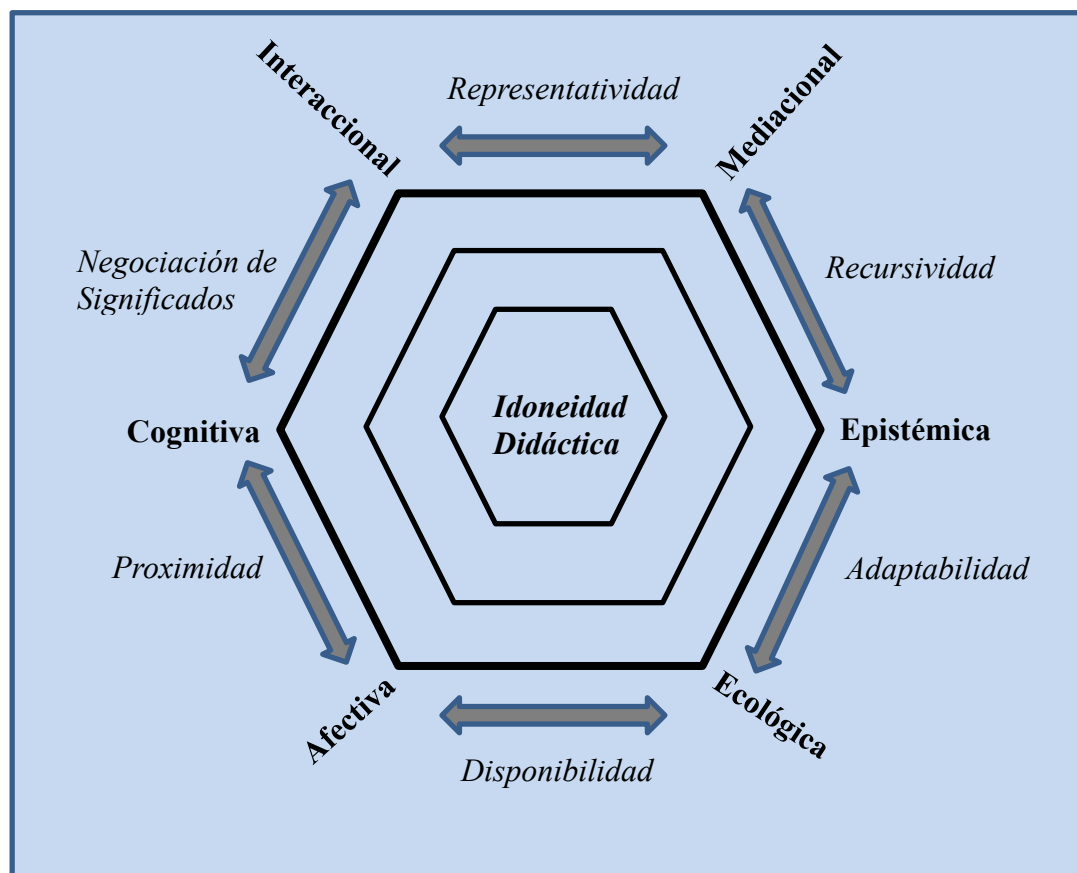 Interaccional
Representatividad
Mediacional
Negociación de
Significados
Recursividad
Idoneidad
Didáctica
Cognitiva
Epistémica
Proximidad
Adaptabilidad
Afectiva
Ecológica
Disponibilidad